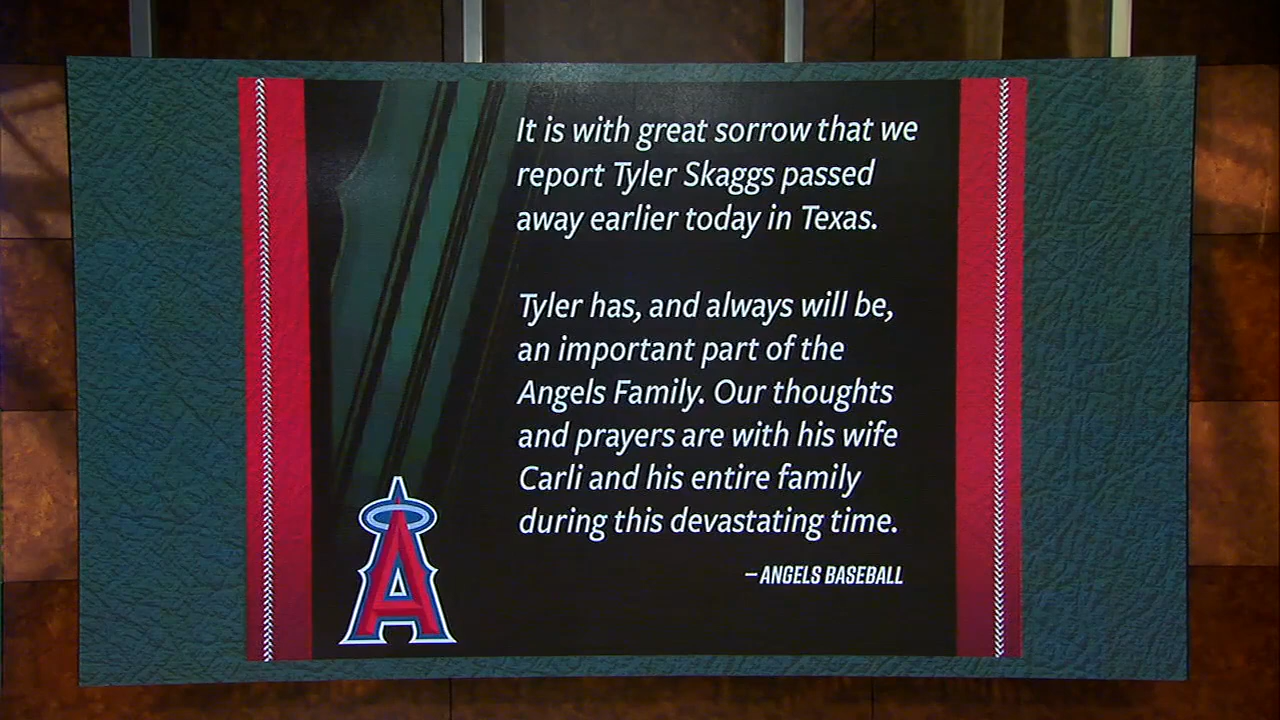 It is with great sorrow that we
report Tyler Skaggs passed
away earlier today in Texas.
Tyler has, and always will be,
an important part of the
Angels Family. Our thoughts
and prayers are with his wife
Carli and his entire family
during this devastating time.
– ANGELS BASEBALL
A